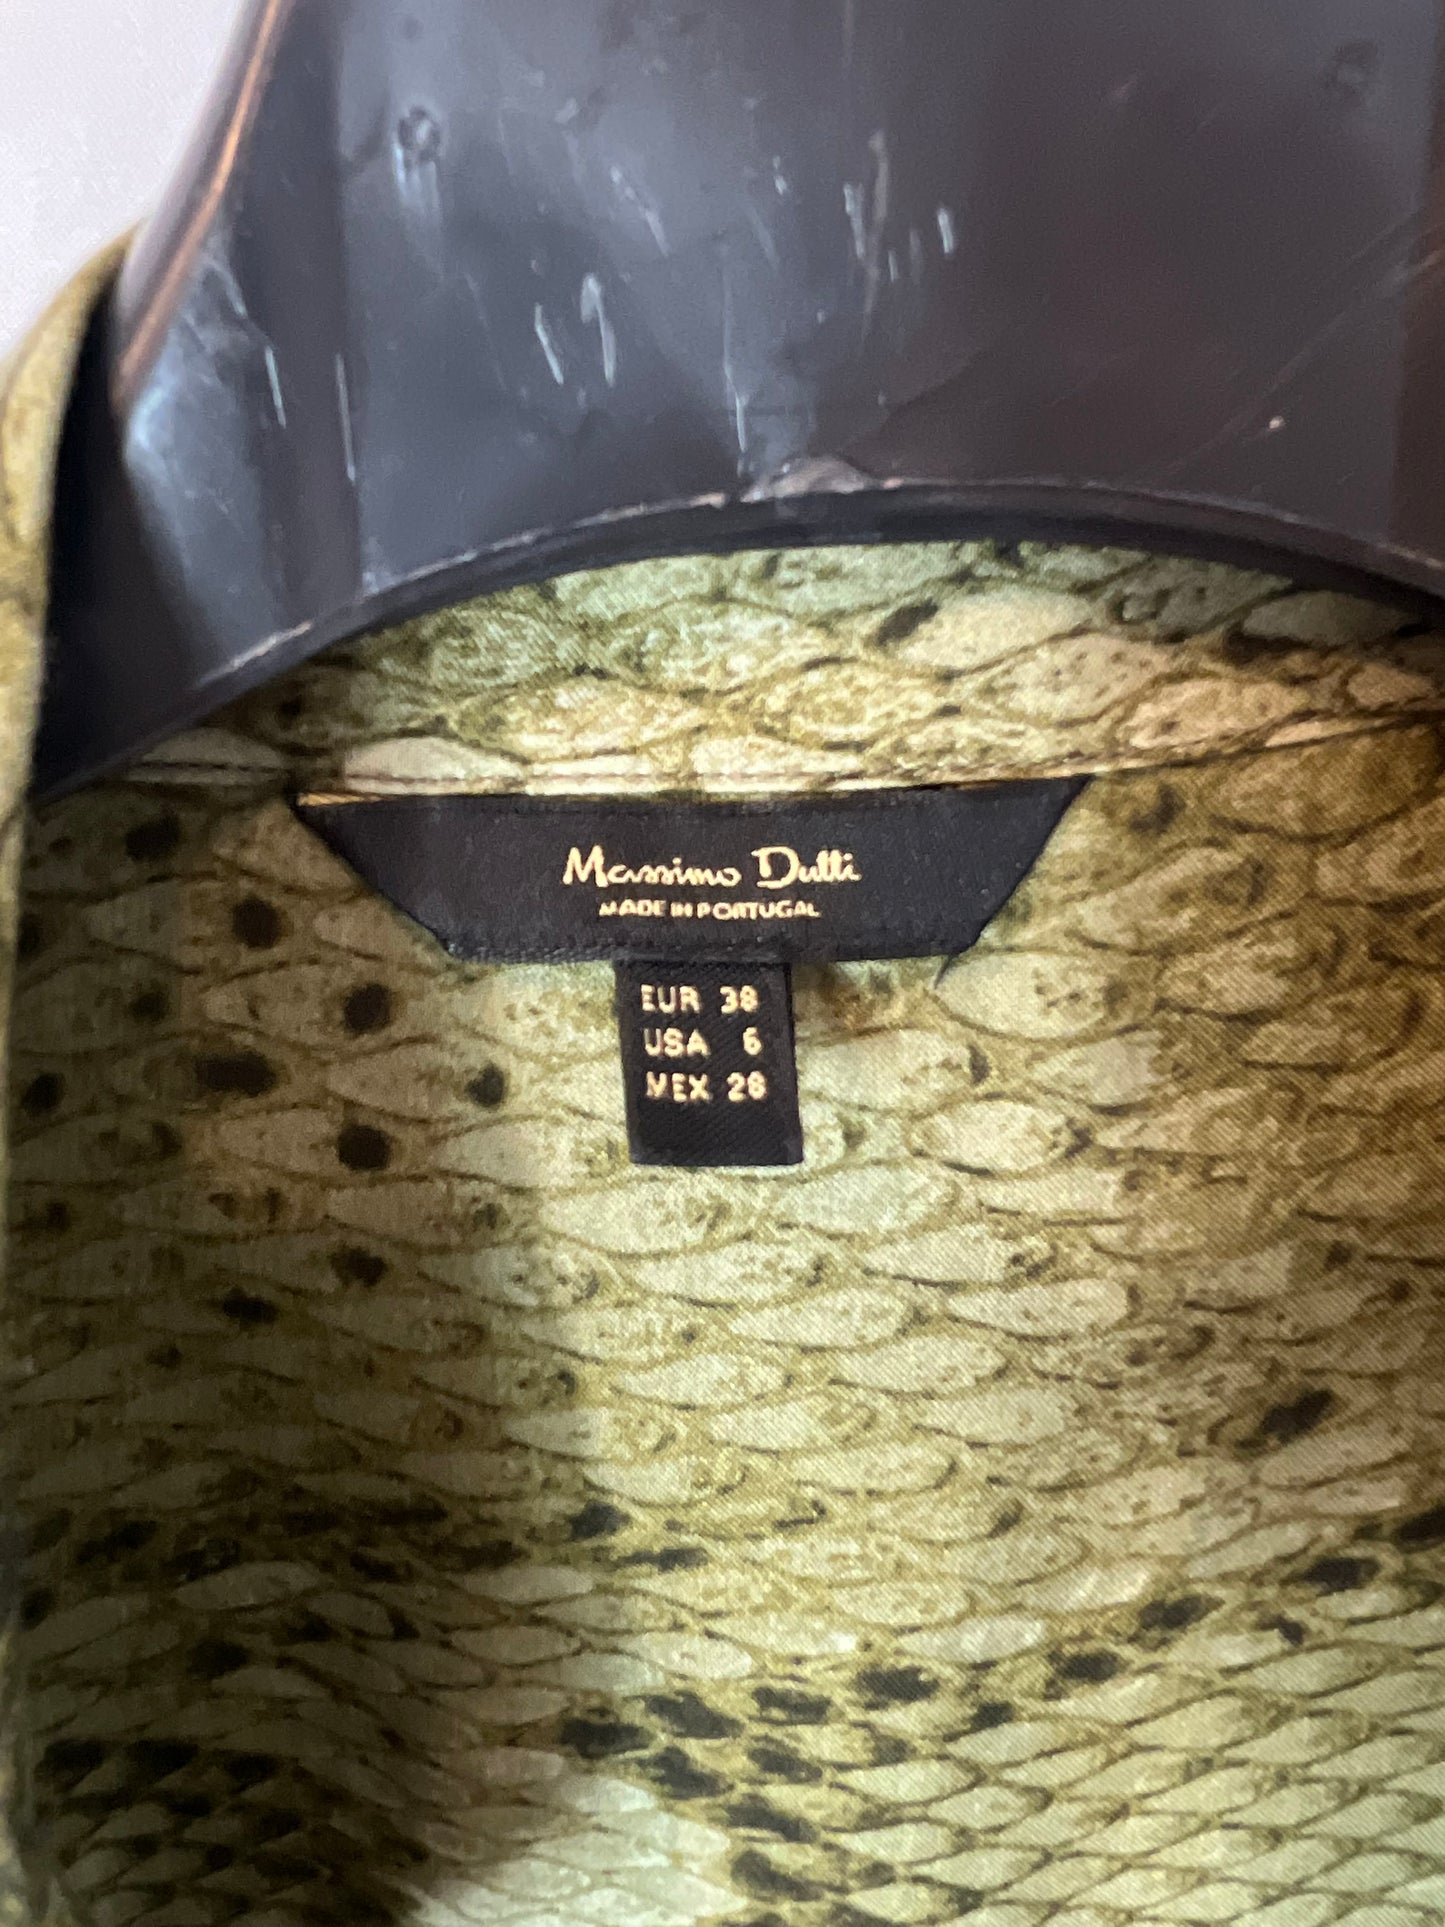 Massimo Dutti
MADE IN PORTUGAL
EUR 38
USA 6
MEX 28